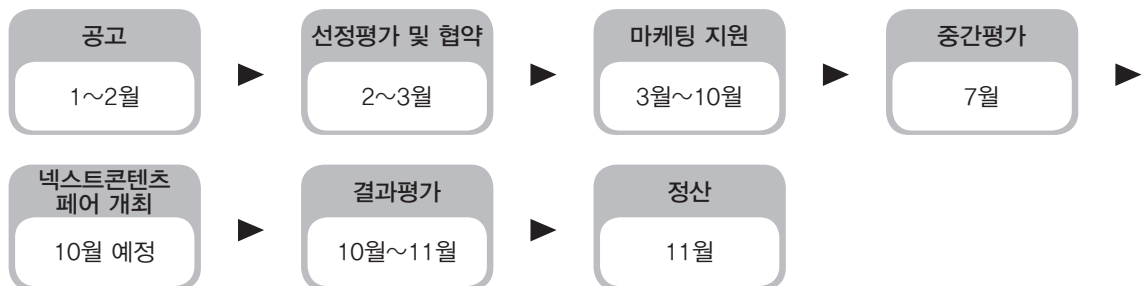 공고
1~2월
선정평가 및 협약
2~3월
마케팅 지원
3월~10월
중간평가
7월
넥스트콘텐츠
페어 개최
10월 예정
결과평가
10월~11월
정산
11월